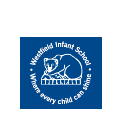 Westfield Infant School
Where every child can shine